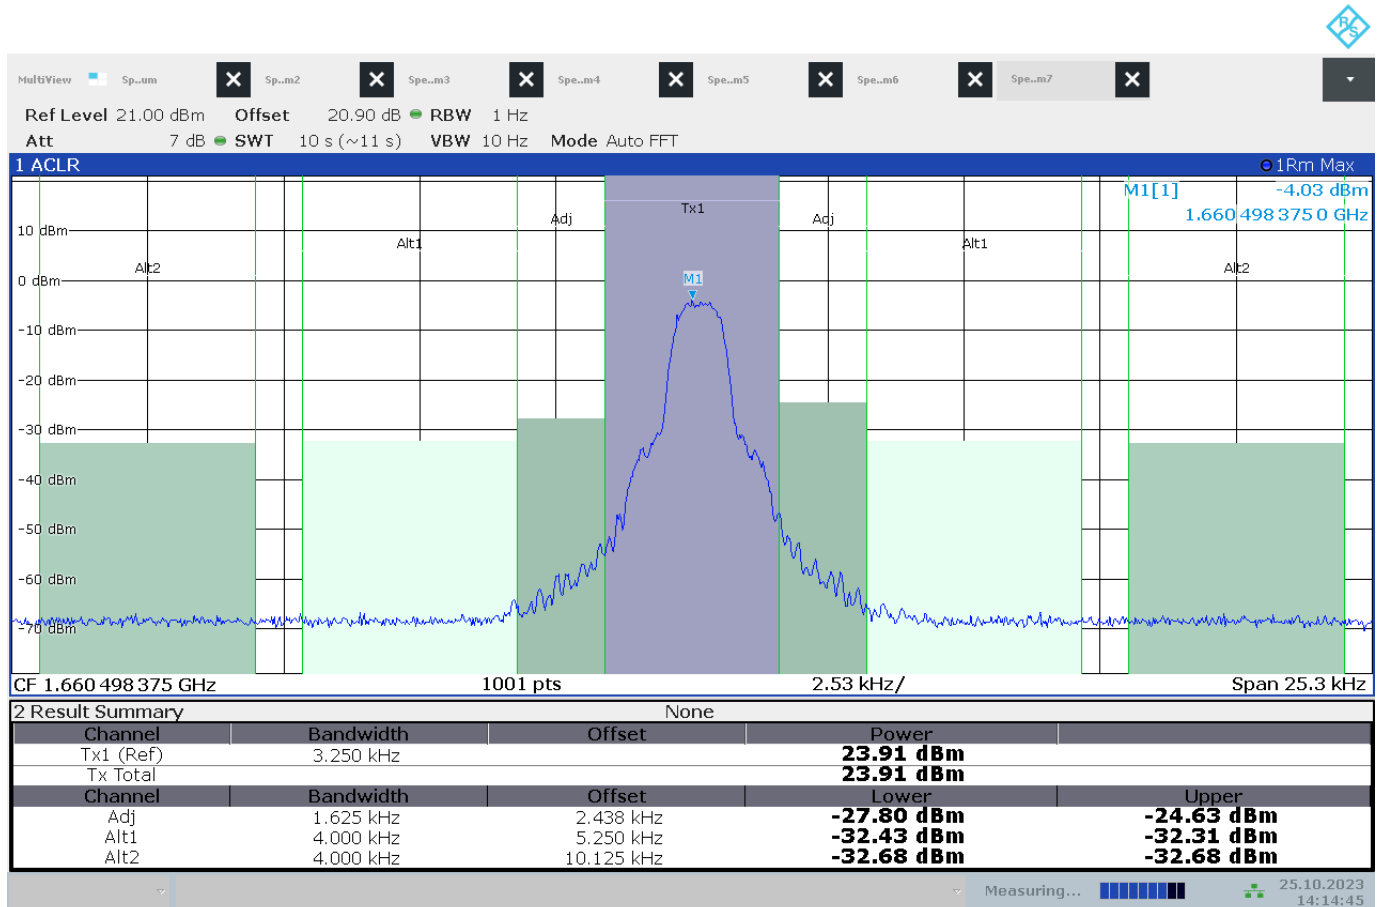 R S
MultiView Sp..um Sp..m2 Spe..m3 Spe..m4 Spe..m5 Spe..m6 Spe..m7
Ref Level 21.00 dBm Offset 20.90 dB RBW 1 Hz
Att 7 dB SWT 10 s (~11 s) VBW 10 Hz Mode Auto FFT
1 ACLR 1Rm Max
M1[1] -4.03 dBm
1.660 498 375 0 GHz
Tx1
Adj Adj
10 dBm
Alt1 Alt1
Alt2 Alt2
0 dBm
M1
-10 dBm
-20 dBm
-30 dBm
-40 dBm
-50 dBm
-60 dBm
-70 dBm
CF 1.660 498 375 GHz 1001 pts 2.53 kHz/ Span 25.3 kHz
2 Result Summary None
Channel Bandwidth Offset Power
Tx1 (Ref) 3.250 kHz 23.91 dBm
Tx Total 23.91 dBm
Channel Bandwidth Offset Lower Upper
Adj 1.625 kHz 2.438 kHz -27.80 dBm -24.63 dBm
Alt1 4.000 kHz 5.250 kHz -32.43 dBm -32.31 dBm
Alt2 4.000 kHz 10.125 kHz -32.68 dBm -32.68 dBm
Measuring... 25.10.2023
14:14:45